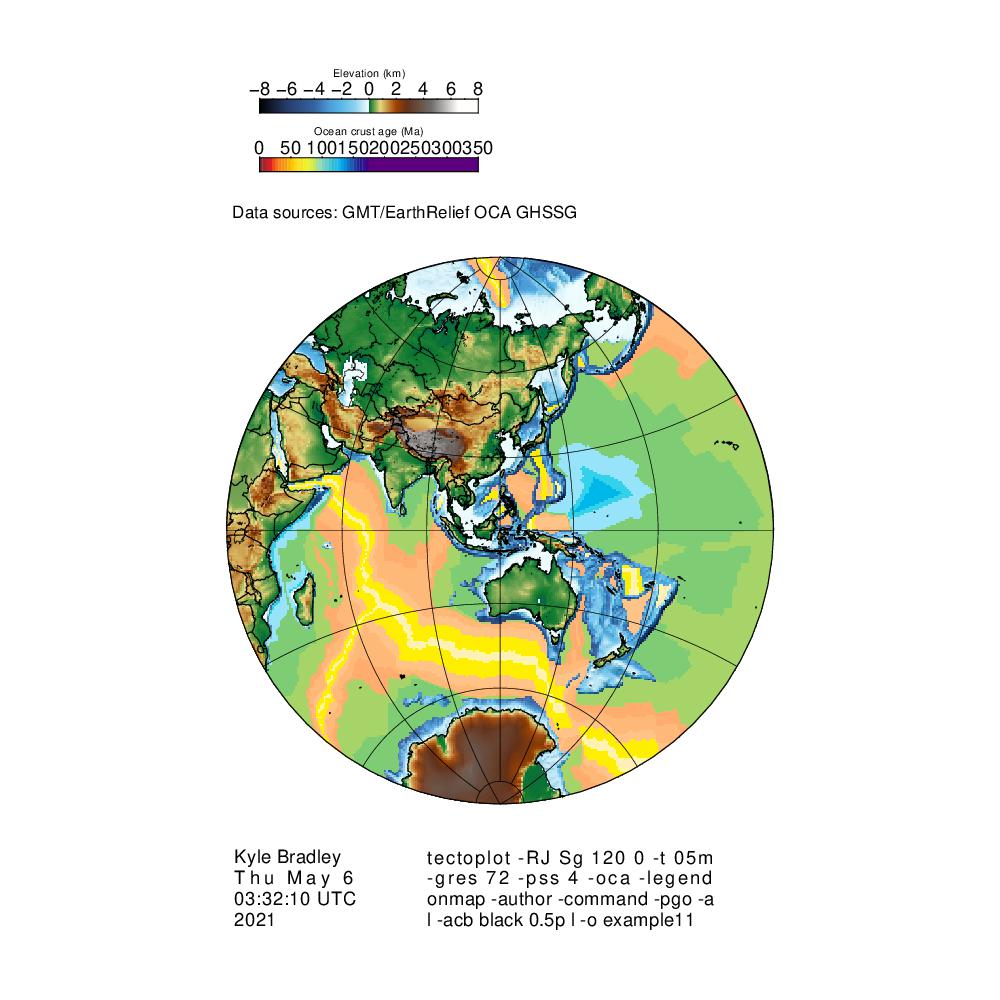 Elevation (km)
−8 −6 −4 −2 0 2 4 6 8
Ocean crust age (Ma)
0 50 100150200250300350
Data sources: GMT/EarthRelief OCA GHSSG
Kyle Bradley
Thu May 6
03:32:10 UTC
2021
tectoplot -RJ Sg 120 0 -t 05m
-gres 72 -pss 4 -oca -legend
onmap -author -command -pgo -a
l -acb black 0.5p l -o example11